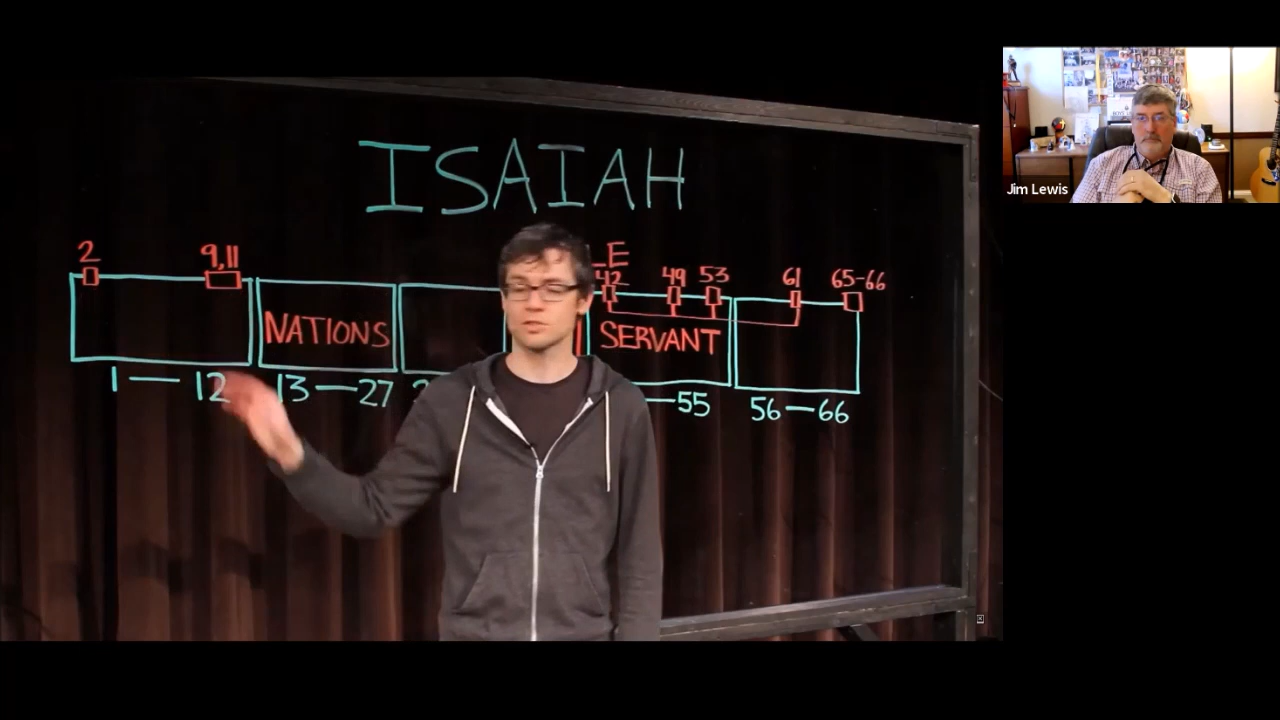 ISAIAH
2 9,11 LE
42 49 53 61 65-66
NATIONS SERVANT
1 — 12 13 — 27 — 55 56 — 66
Jim Lewis